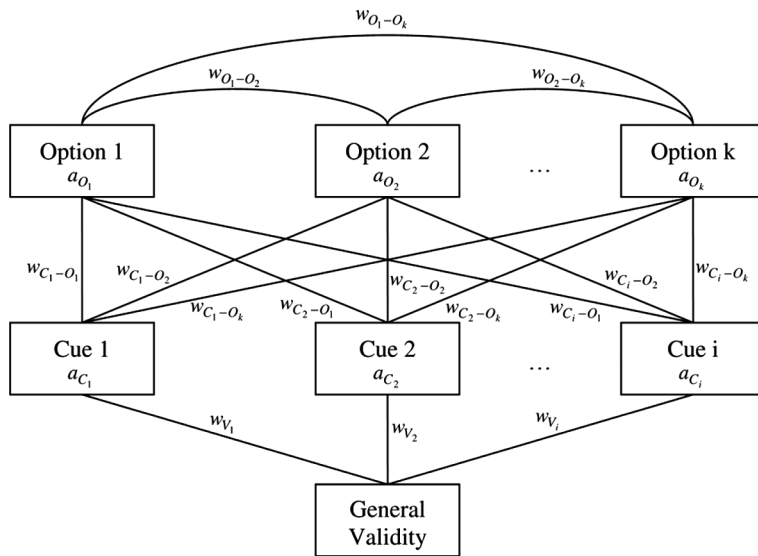 w_{O_1-O_k}
w_{O_1-O_2} w_{O_2-O_k}
Option 1 Option 2 Option k
a_{O_1} a_{O_2} … a_{O_k}
w_{C_1-O_1} w_{C_1-O_2} w_{C_2-O_2} w_{C_i-O_2} w_{C_i-O_k}
w_{C_1-O_k} w_{C_2-O_1} w_{C_2-O_k} w_{C_i-O_1}
Cue 1 Cue 2 Cue i
a_{C_1} a_{C_2} … a_{C_i}
w_{V_1} w_{V_2} w_{V_i}
General
Validity